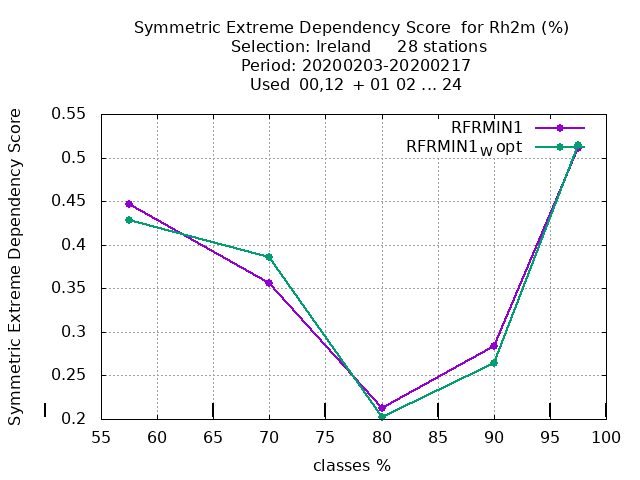 Symmetric Extreme Dependency Score for Rh2m (%)
Selection: Ireland 28 stations
Period: 20200203-20200217
Used 00,12 + 01 02 ... 24
RFRMIN1
RFRMIN1W opt
Symmetric Extreme Dependency Score
0.55
0.5
0.45
0.4
0.35
0.3
0.25
0.2
55 60 65 70 75 80 85 90 95 100
classes %